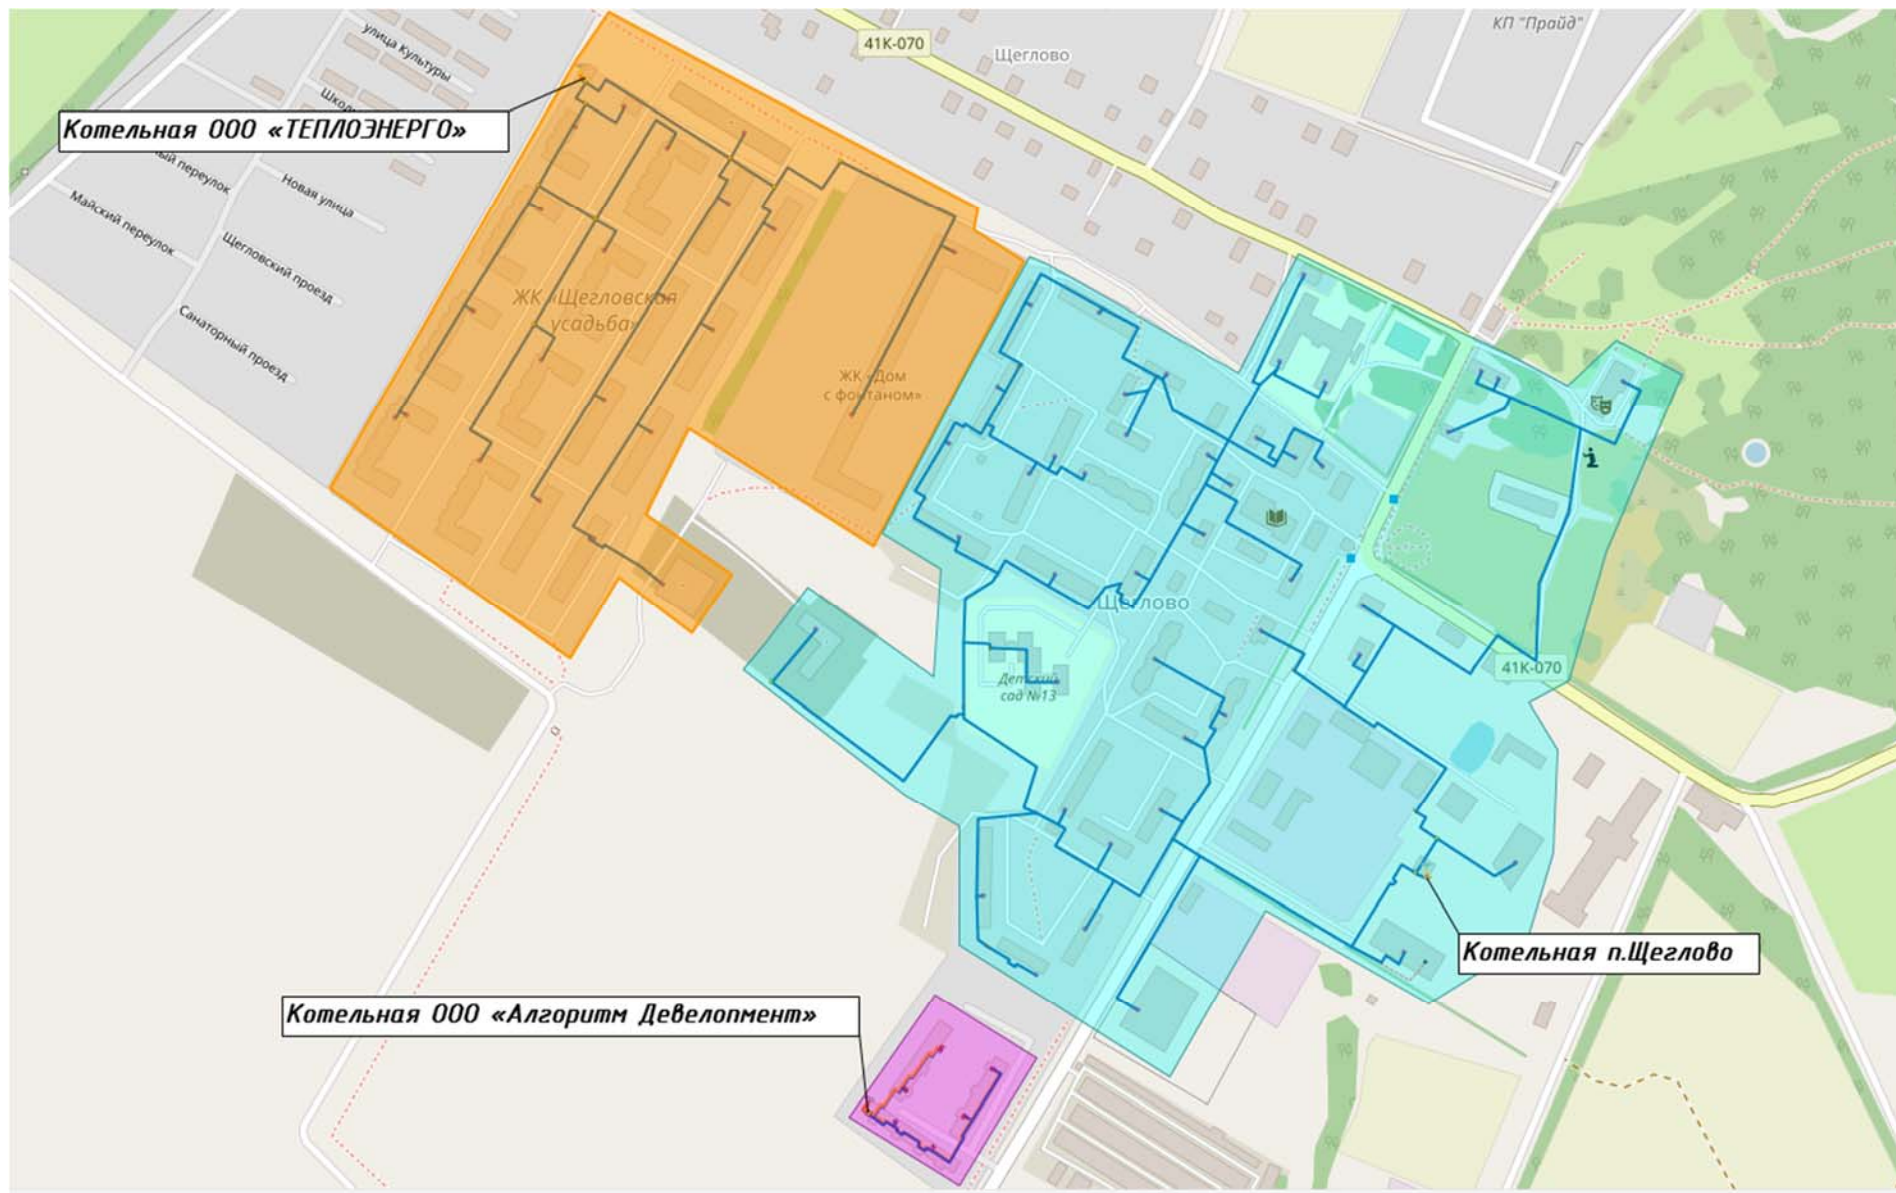 КП "Прайд"
41К-070
Щеглово
улица Культуры
Котельная ООО «ТЕПЛОЭНЕРГО»
переулок
Новая улица
Майский переулок
Щегловский проезд
ЖК «Щегловская
усадьба»
Санаторный проезд
ЖК «Дом
с фонтаном»
Щеглово
41К-070
Детский
сад №13
Котельная п.Щеглово
Котельная ООО «Алгоритм Девелопмент»